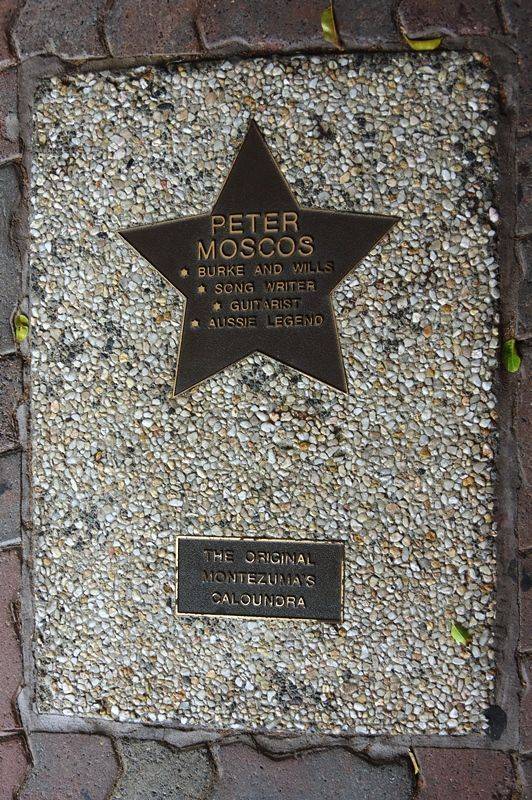 PETER
MOSCOS
* BURKE AND WILLS
* SONG WRITER
* GUITARIST
* AUSSIE LEGEND
THE ORIGINAL
MONTEZUMA'S
CALOUNDRA